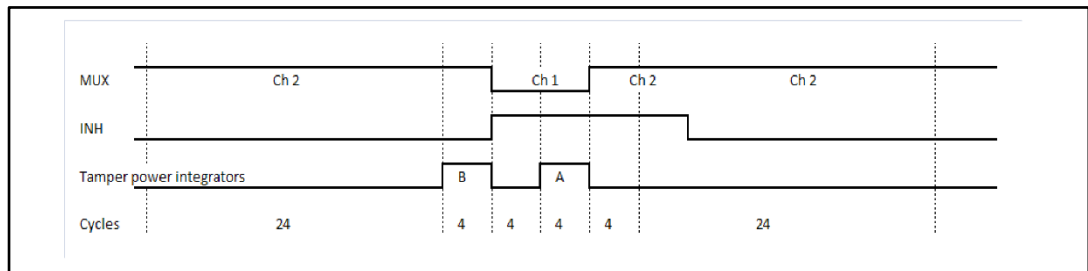 MUX Ch 2 Ch 1 Ch 2 Ch 2
INH
Tamper power integrators B A
Cycles 24 4 4 4 4 24